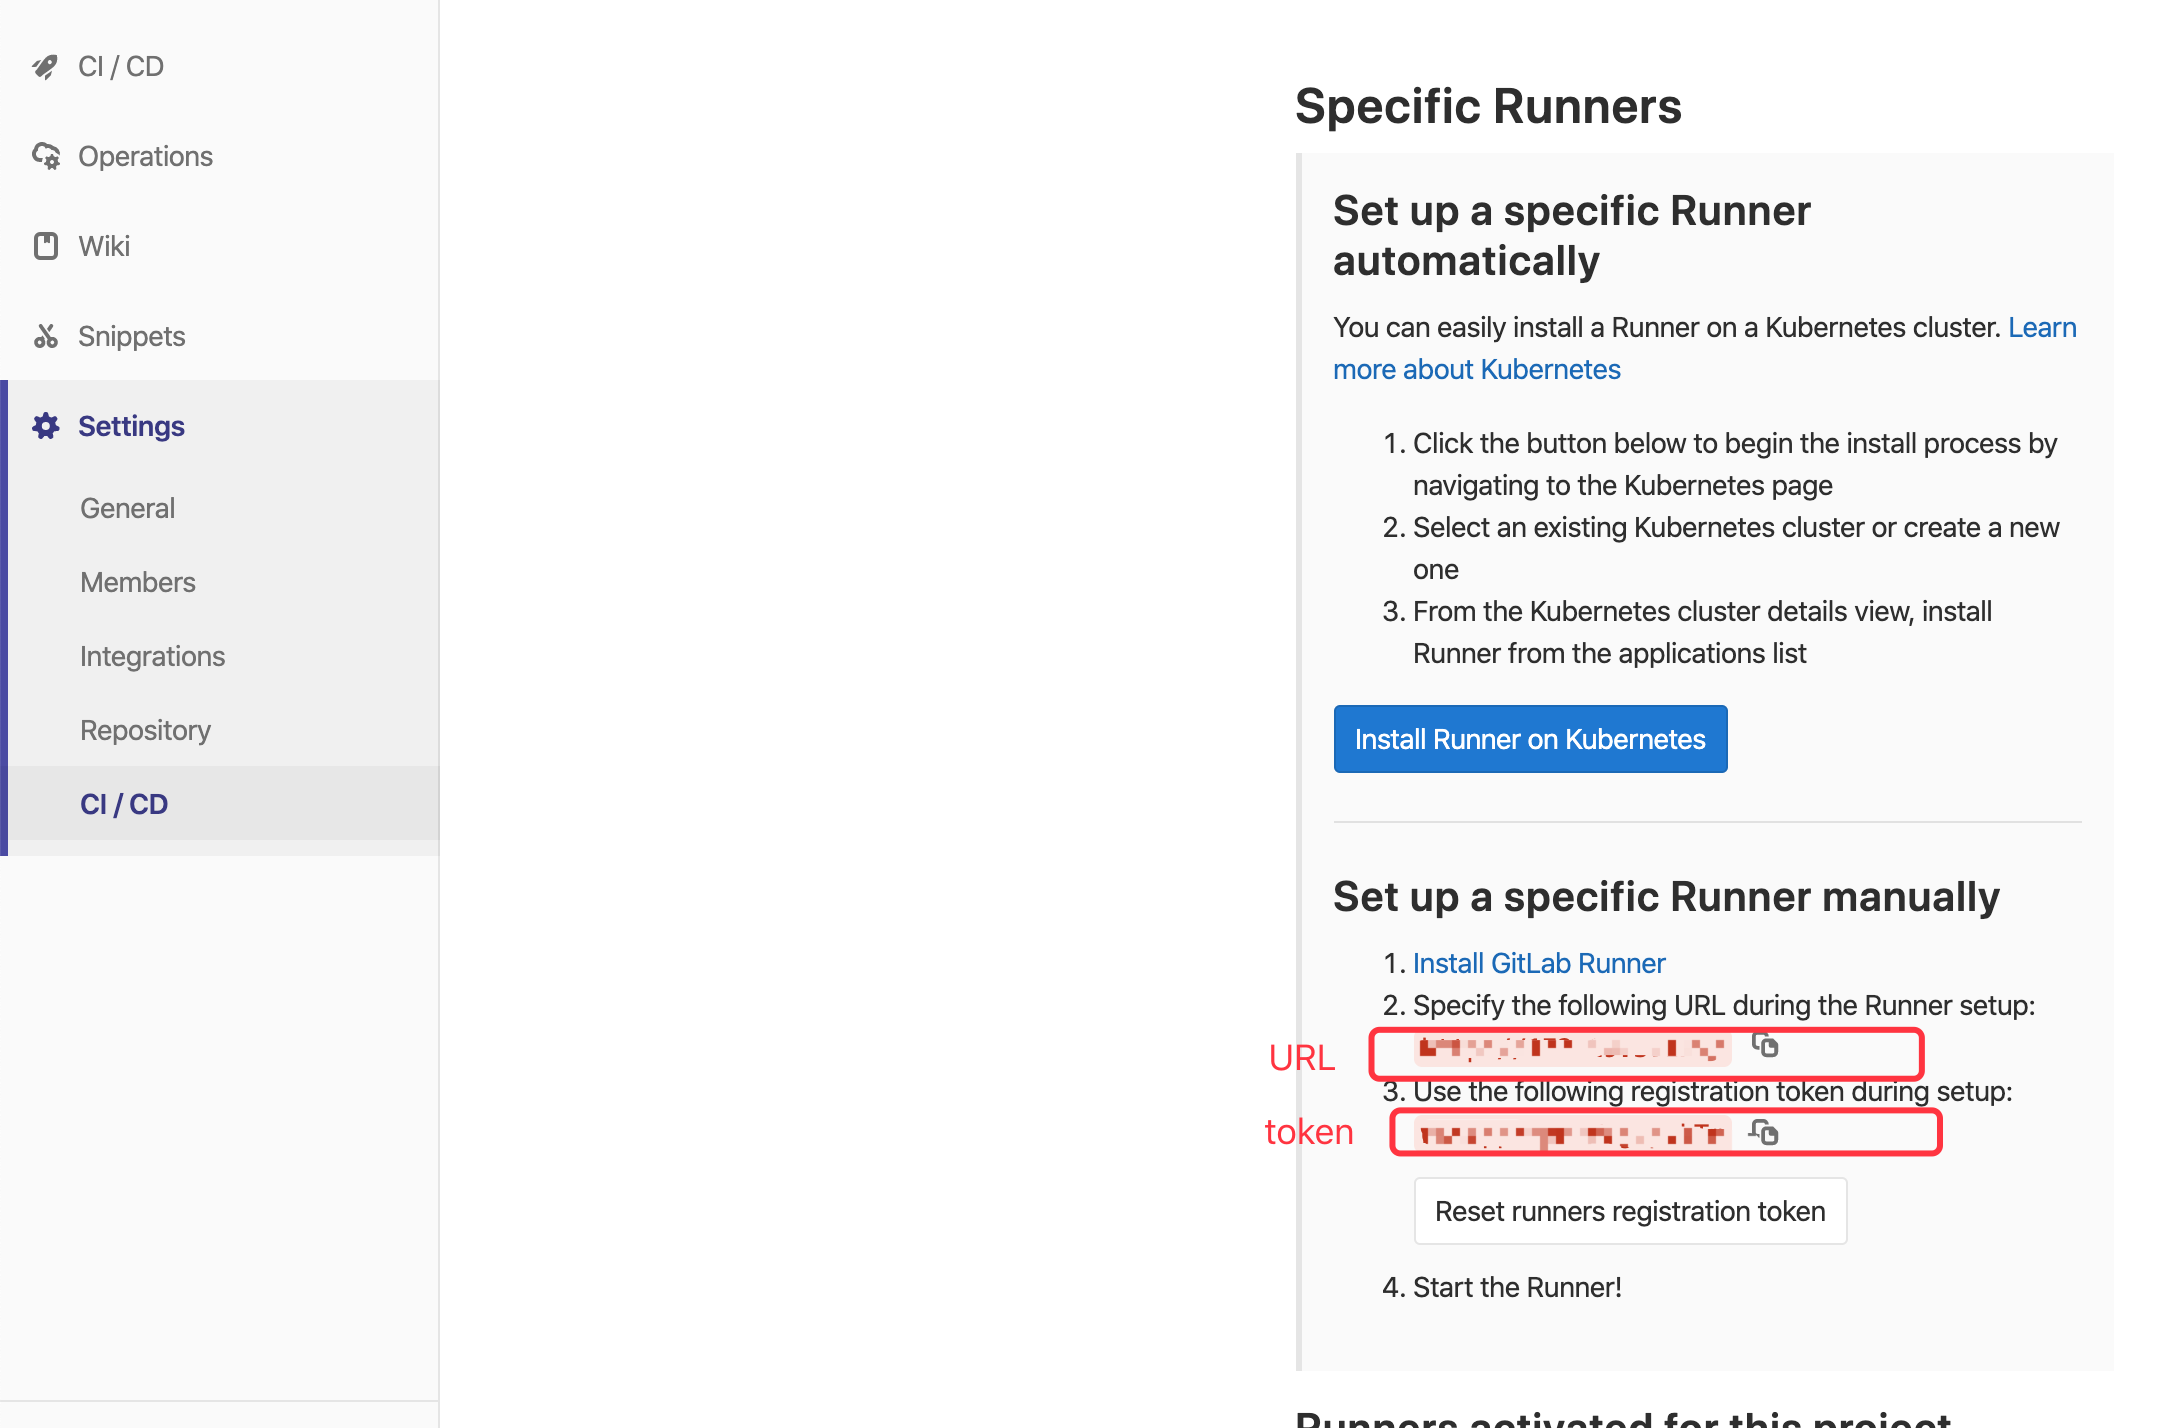 CI / CD
Operations
Wiki
Snippets
Settings
General
Members
Integrations
Repository
CI / CD
Specific Runners
Set up a specific Runner
automatically
You can easily install a Runner on a Kubernetes cluster. Learn
more about Kubernetes
1. Click the button below to begin the install process by
navigating to the Kubernetes page
2. Select an existing Kubernetes cluster or create a new
one
3. From the Kubernetes cluster details view, install
Runner from the applications list
Install Runner on Kubernetes
Set up a specific Runner manually
1. Install GitLab Runner
2. Specify the following URL during the Runner setup:
URL
3. Use the following registration token during setup:
token
Reset runners registration token
4. Start the Runner!
Runners activated for this project